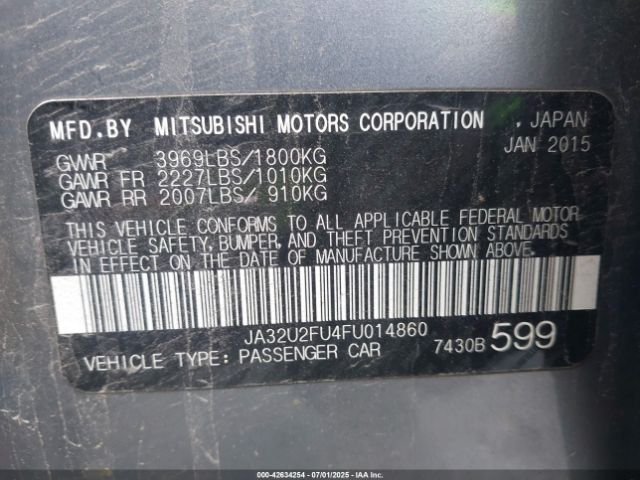 MFD.BY MITSUBISHI MOTORS CORPORATION . JAPAN
GVWR 3969LBS/1800KG JAN 2015
GAWR FR 2227LBS/1010KG
GAWR RR 2007LBS/ 910KG
THIS VEHICLE CONFORMS TO ALL APPLICABLE FEDERAL MOTOR
VEHICLE SAFETY, BUMPER, AND THEFT PREVENTION STANDARDS
IN EFFECT ON THE DATE OF MANUFACTURE SHOWN ABOVE.
JA32U2FU4FU014860
VEHICLE TYPE: PASSENGER CAR 7430B 599
000-42634254 | 07/01/2025 | IAAI.COM